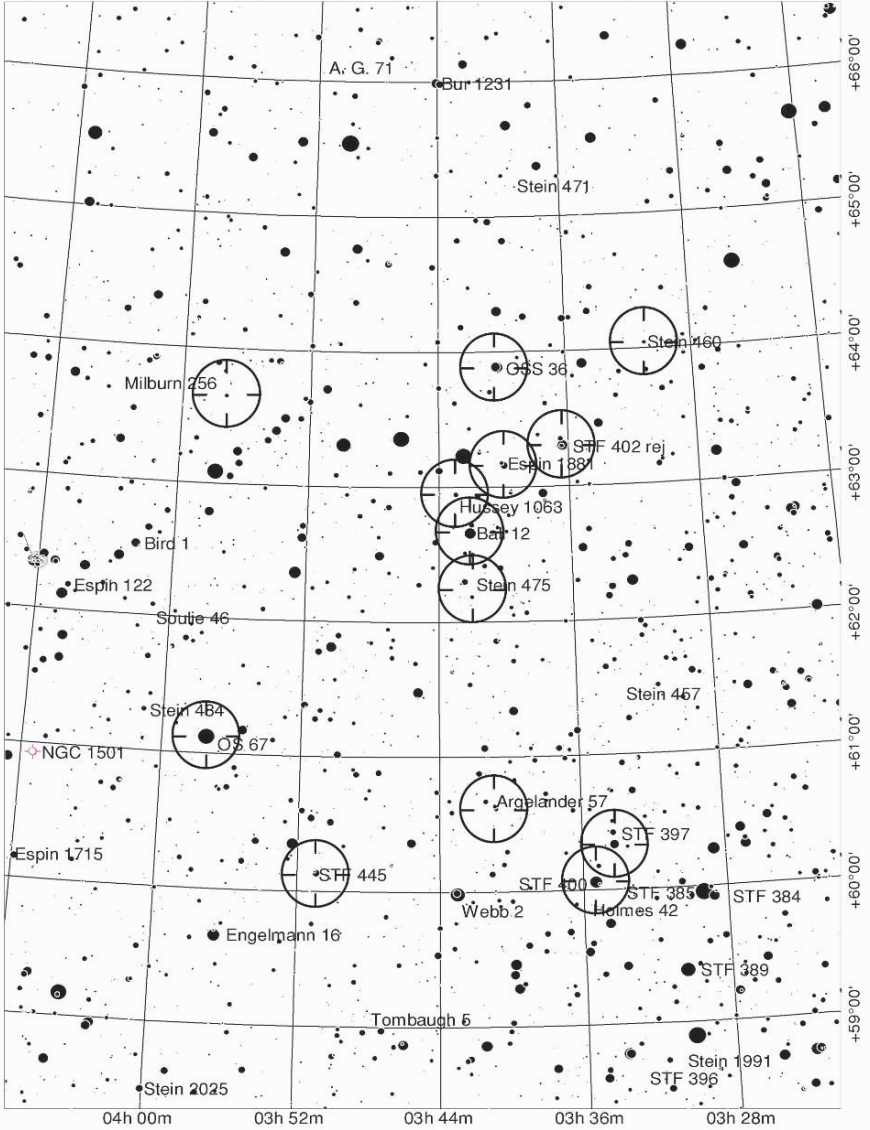 +66°00'
A. G. 71
Bur 1231
Stein 471
+65°00'
+64°00'
Stein 460
OSS 36
Milburn 256
STF 402 rej
Espin 1881
+63°00'
Hussey 1063
Ball 12
Bird 1
Stein 475
Espin 122
Soulie 46
+62°00'
Stein 457
Stein 484
OS 67
NGC 1501
+61°00'
Argelander 57
STF 397
Espin 1715
STF 445
STF 400
STF 385
STF 384
+60°00'
Webb 2
Holmes 42
Engelmann 16
STF 389
Tombaugh 5
+59°00'
Stein 1991
STF 396
Stein 2025
04h 00m
03h 52m
03h 44m
03h 36m
03h 28m